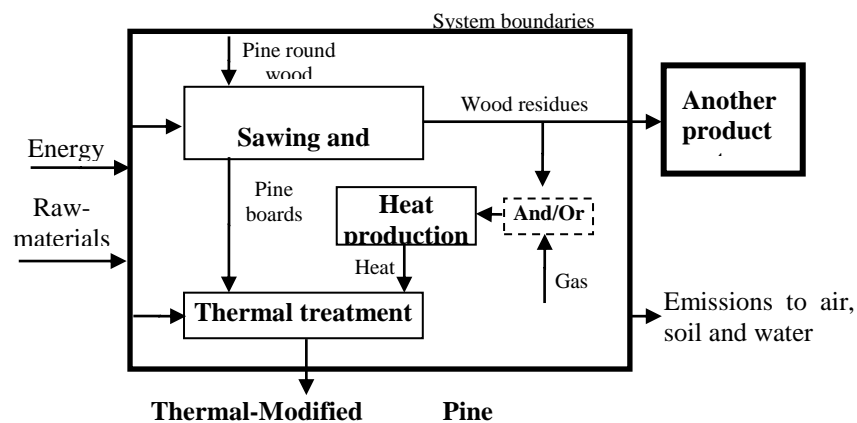 System boundaries
Pine round
wood
Sawing and
Wood residues
Another
product
Energy
Raw-
materials
Pine
boards
Heat
production
And/Or
Heat
Gas
Thermal treatment
Emissions to air,
soil and water
Thermal-Modified Pine